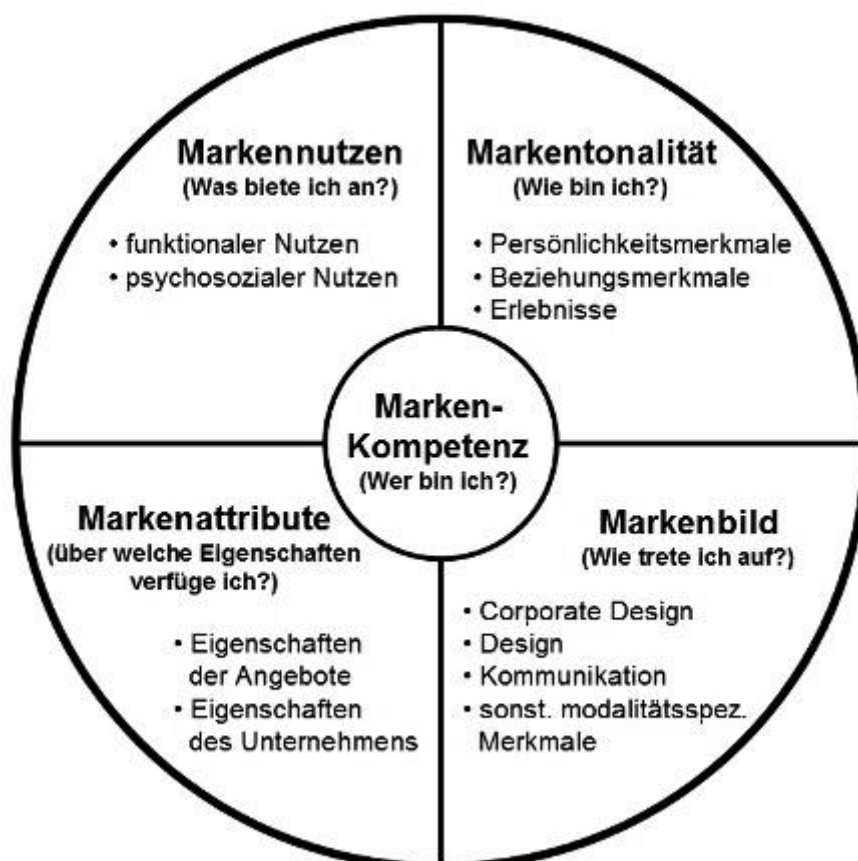 Markennutzen
(Was biete ich an?)
• funktionaler Nutzen
• psychosozialer Nutzen
Markentonalität
(Wie bin ich?)
• Persönlichkeitsmerkmale
• Beziehungsmerkmale
• Erlebnisse
Marken-
Kompetenz
(Wer bin ich?)
Markenattribute
(über welche Eigenschaften
verfüge ich?)
• Eigenschaften
der Angebote
• Eigenschaften
des Unternehmens
Markenbild
(Wie trete ich auf?)
• Corporate Design
• Design
• Kommunikation
• sonst. modalitätsspez.
Merkmale